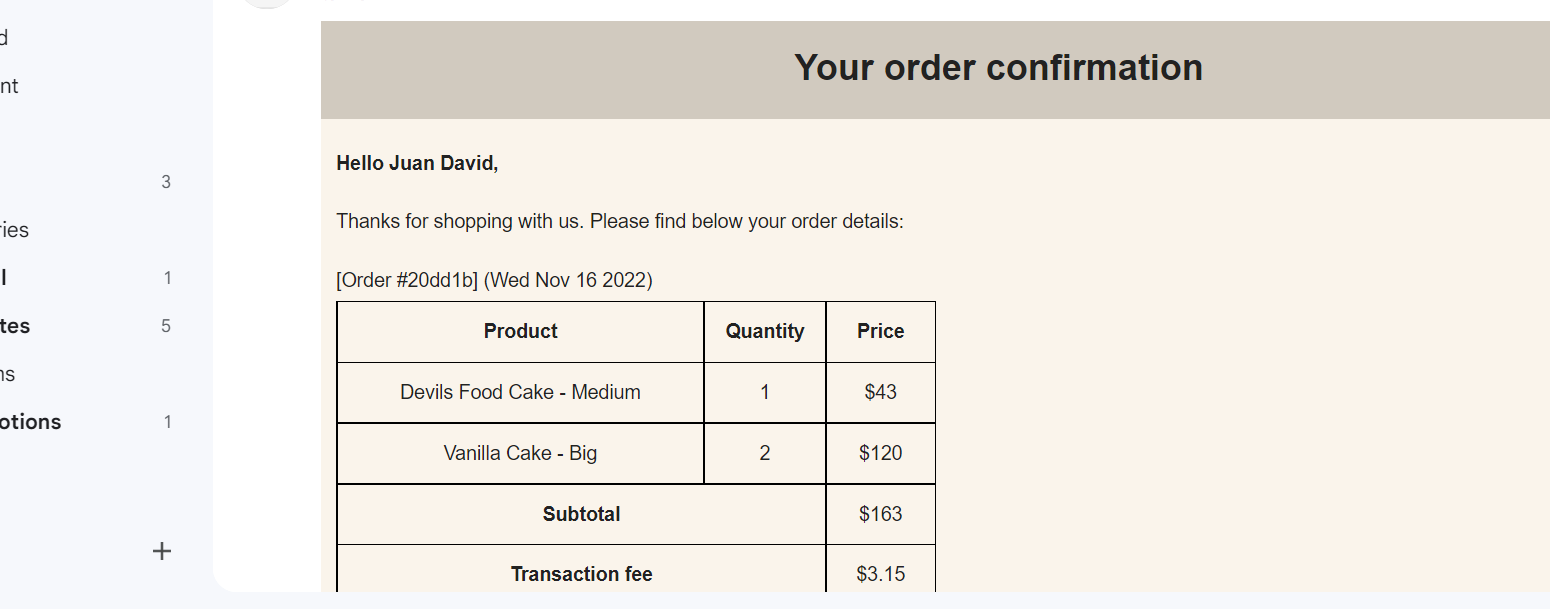 Your order confirmation
Hello Juan David,
Thanks for shopping with us. Please find below your order details:
[Order #20dd1b] (Wed Nov 16 2022)
Product Quantity Price
Devils Food Cake - Medium 1 $43
Vanilla Cake - Big 2 $120
Subtotal $163
Transaction fee $3.15
d
nt
3
ries
l 1
tes 5
ns
otions 1
+